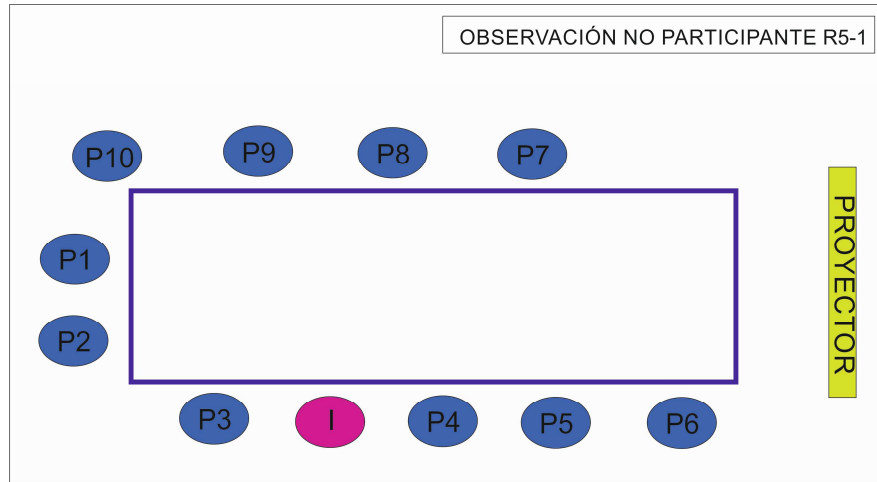 OBSERVACIÓN NO PARTICIPANTE R5-1
P10
P9
P8
P7
P1
P2
PROYECTOR
P3
I
P4
P5
P6